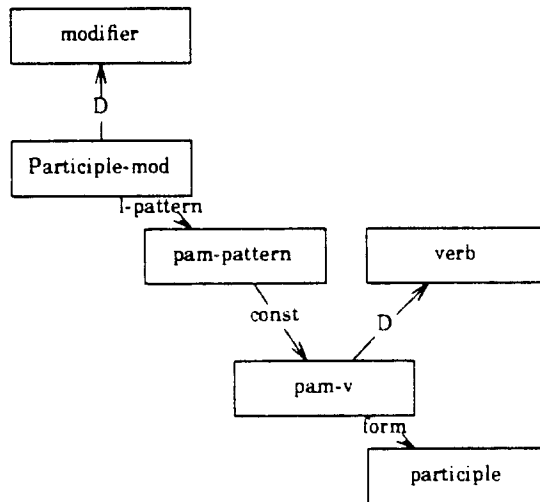 modifier
D
Participle-mod
l-pattern
pam-pattern
verb
const
D
pam-v
form
participle